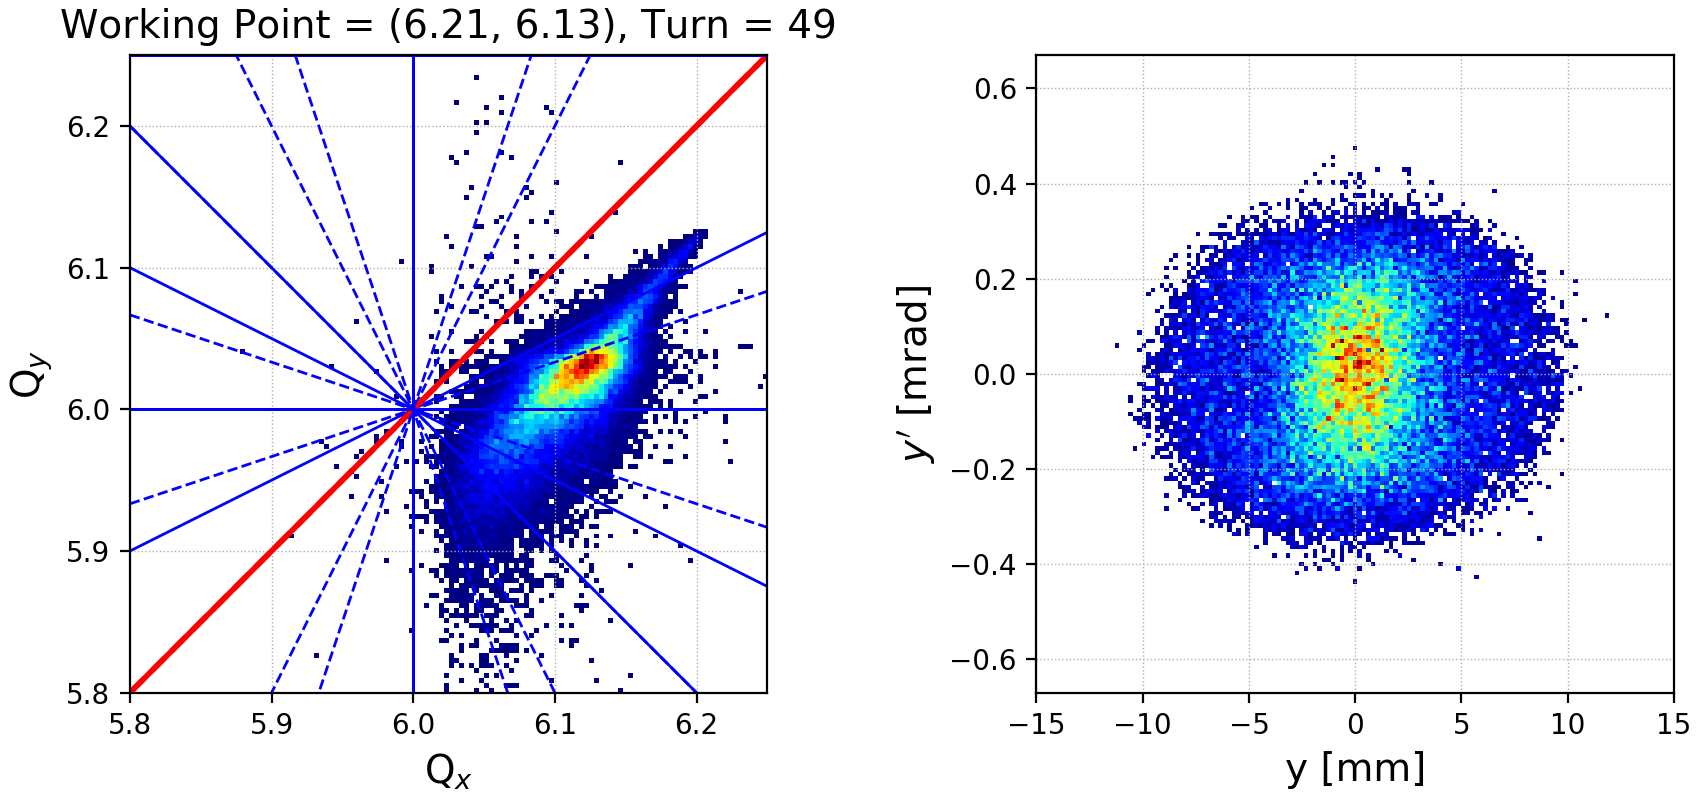 Working Point = (6.21, 6.13), Turn = 49
6.2
6.1
6.0
5.9
5.8
Q_y
5.8 5.9 6.0 6.1 6.2
Q_x
0.6
0.4
0.2
0.0
−0.2
−0.4
−0.6
y′ [mrad]
−15 −10 −5 0 5 10 15
y [mm]